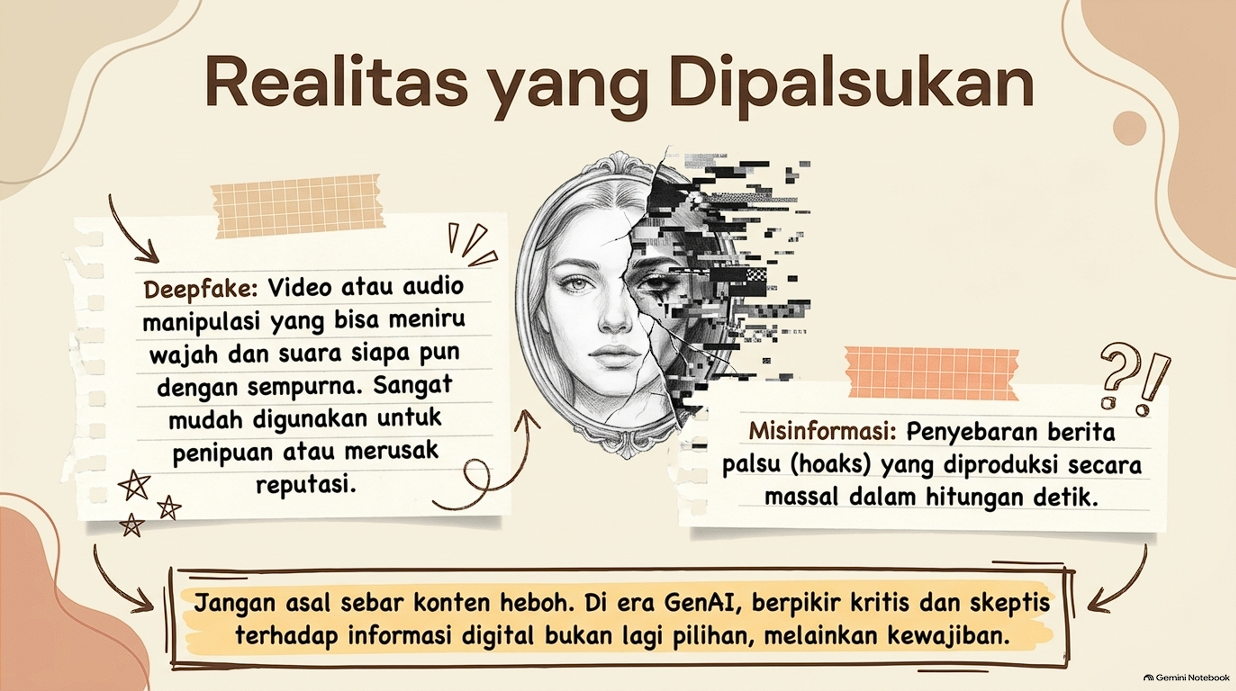 Realitas yang Dipalsukan
Deepfake: Video atau audio
manipulasi yang bisa meniru
wajah dan suara siapa pun
dengan sempurna. Sangat
mudah digunakan untuk
penipuan atau merusak
reputasi.
?!
Misinformasi: Penyebaran berita
palsu (hoaks) yang diproduksi secara
massal dalam hitungan detik.
Jangan asal sebar konten heboh. Di era GenAI, berpikir kritis dan skeptis
terhadap informasi digital bukan lagi pilihan, melainkan kewajiban.
Gemini Notebook